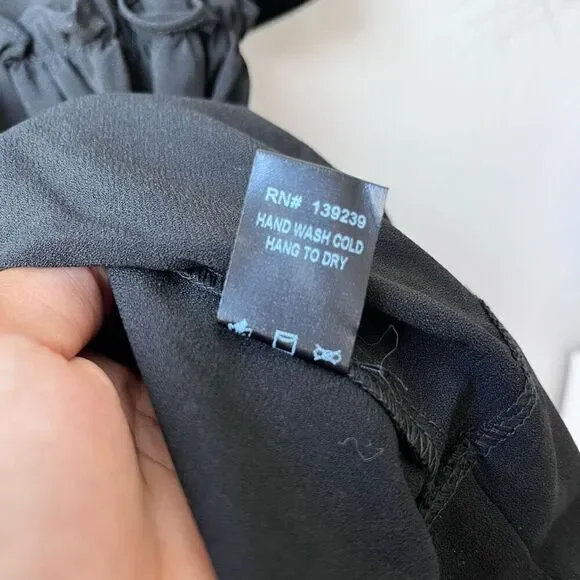 RN# 139239
HAND WASH COLD
HANG TO DRY